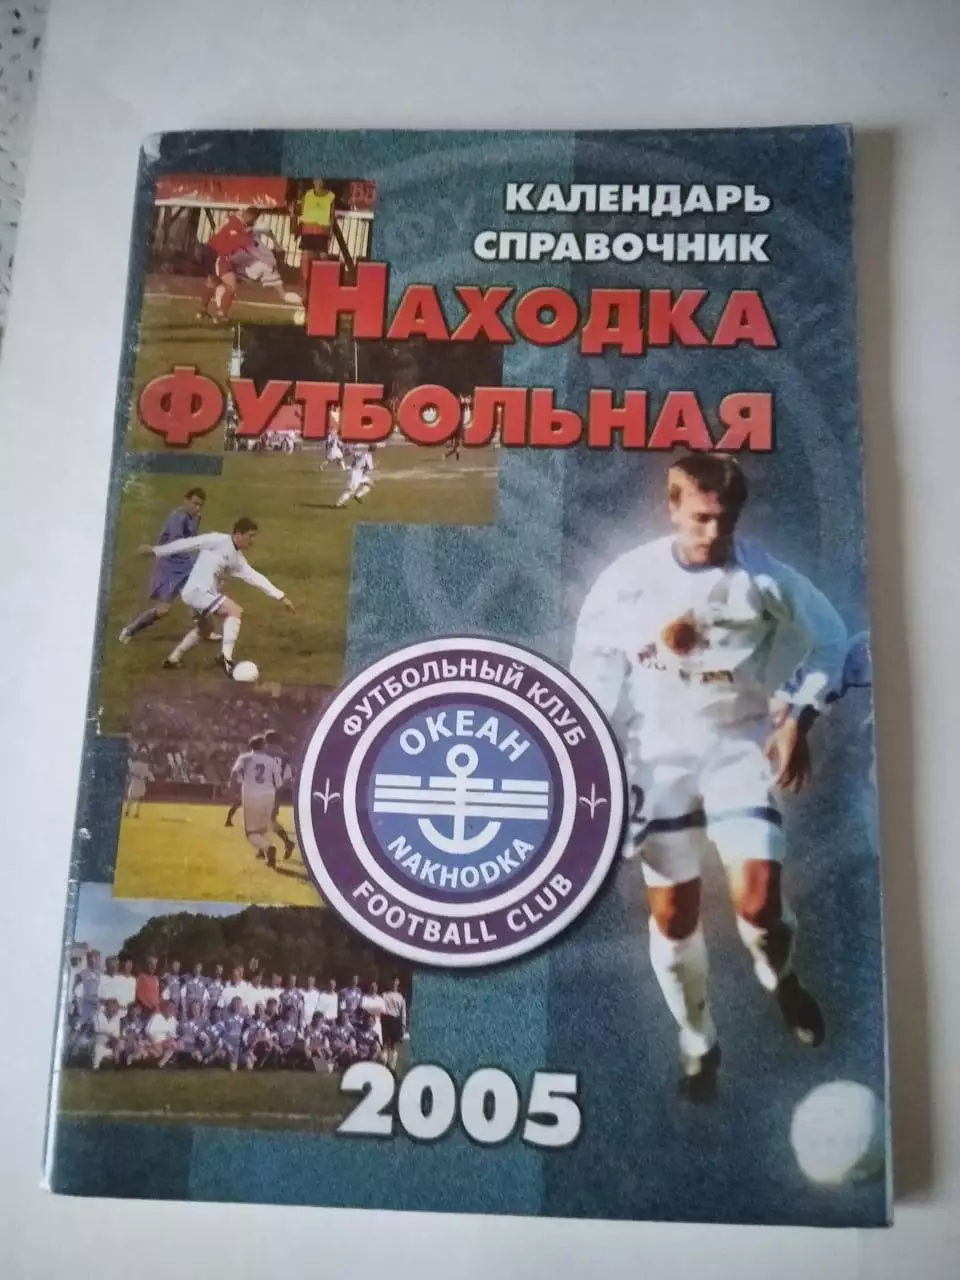 КАЛЕНДАРЬ
СПРАВОЧНИК
НАХОДКА
ФУТБОЛЬНАЯ
ФУТБОЛЬНЫЙ КЛУБ
ОКЕАН
NAKHODKA
FOOTBALL CLUB
2005